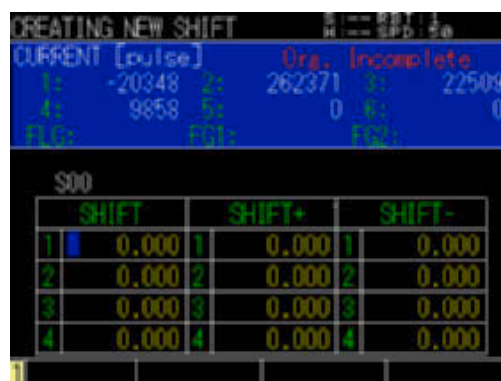 CREATING NEW SHIFT
CURRENT [pulse] Org. Incomplete
1: -20348 2: 262371 3: 22509
4: 9858 5: 0 6: 0
FLG: FG1: FG2:
S00
SHIFT SHIFT+ SHIFT-
1 0.000 1 0.000 1 0.000
2 0.000 2 0.000 2 0.000
3 0.000 3 0.000 3 0.000
4 0.000 4 0.000 4 0.000
1